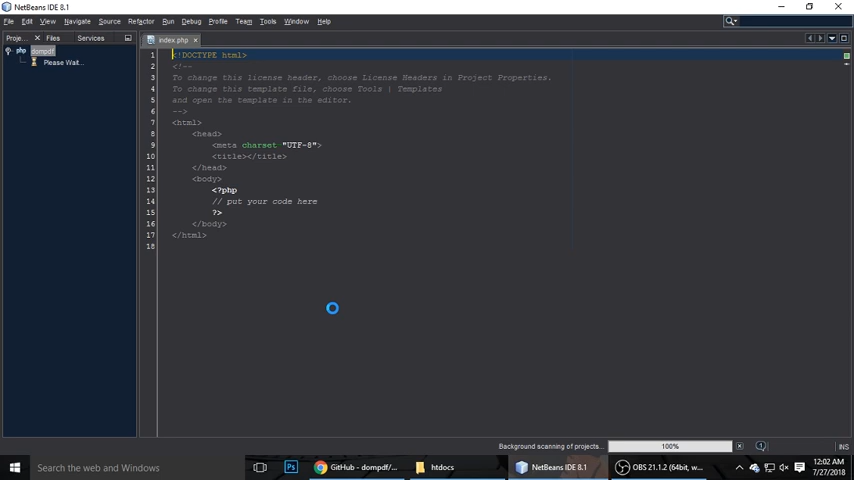 NetBeans IDE 8.1
File Edit View Navigate Source Refactor Run Debug Profile Team Tools Window Help
Proje... Files Services
index.php
php dompdf
Please Wait...
1 <!DOCTYPE html>
2 <!--
3 To change this license header, choose License Headers in Project Properties.
4 To change this template file, choose Tools | Templates
5 and open the template in the editor.
6 -->
7 <html>
8 <head>
9 <meta charset "UTF-8">
10 <title></title>
11 </head>
12 <body>
13 <?php
14 // put your code here
15 ?>
16 </body>
17 </html>
18
Background scanning of projects... 100% 1 INS
Search the web and Windows
Ps
GitHub - dompdf/...
htdocs
NetBeans IDE 8.1
OBS 21.1.2 (64bit, w...
12:02 AM
7/27/2018